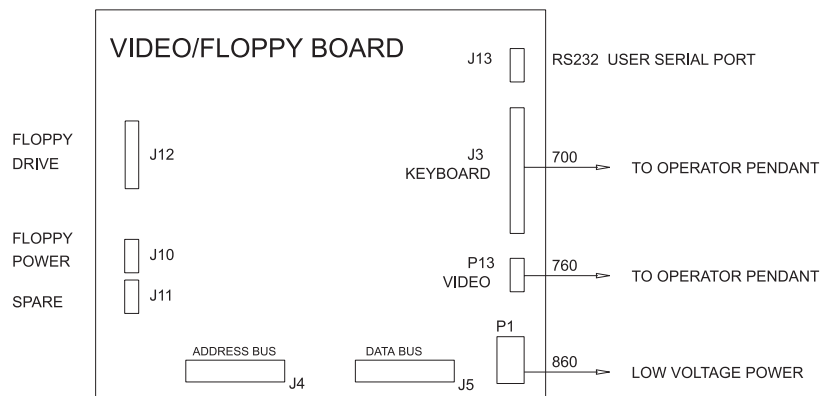 VIDEO/FLOPPY BOARD
J13
RS232 USER SERIAL PORT
FLOPPY
DRIVE
J12
J3
KEYBOARD
700
TO OPERATOR PENDANT
FLOPPY
POWER
J10
P13
VIDEO
760
TO OPERATOR PENDANT
SPARE
J11
P1
860
LOW VOLTAGE POWER
ADDRESS BUS
J4
DATA BUS
J5